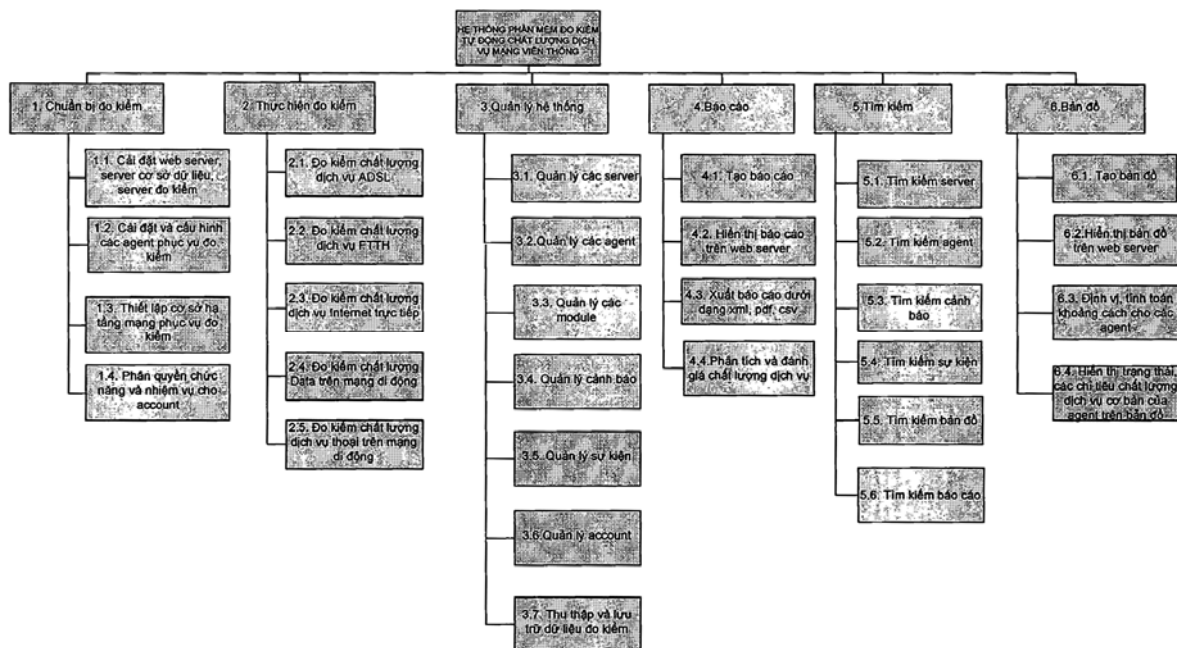 HỆ THỐNG PHẦN MỀM ĐO KIỂM
TỰ ĐỘNG CHẤT LƯỢNG DỊCH
VỤ MẠNG VIỄN THÔNG
1. Chuẩn bị đo kiểm
2. Thực hiện đo kiểm
3.Quản lý hệ thống
4.Báo cáo
5.Tìm kiếm
6.Bản đồ
1.1. Cài đặt web server,
server cơ sở dữ liệu,
server đo kiểm
1.2. Cài đặt và cấu hình
các agent phục vụ đo
kiểm
1.3. Thiết lập cơ sở hạ
tầng mạng phục vụ đo
kiểm
1.4. Phân quyền chức
năng và nhiệm vụ cho
account
2.1. Đo kiểm chất lượng
dịch vụ ADSL
2.2. Đo kiểm chất lượng
dịch vụ FTTH
2.3. Đo kiểm chất lượng
dịch vụ Internet trực tiếp
2.4. Đo kiểm chất lượng
Data trên mạng di động
2.5. Đo kiểm chất lượng
dịch vụ thoại trên mạng
di động
3.1. Quản lý các server
3.2.Quản lý các agent
3.3. Quản lý các
module
3.4. Quản lý cảnh báo
3.5. Quản lý sự kiện
3.6 Quản lý account
3.7. Thu thập và lưu
trữ dữ liệu đo kiểm
4.1. Tạo báo cáo
4.2. Hiển thị báo cáo
trên web server
4.3. Xuất báo cáo dưới
dạng xml, pdf, csv
4.4.Phân tích và đánh
giá chất lượng dịch vụ
5.1. Tìm kiếm server
5.2. Tìm kiếm agent
5.3. Tìm kiếm cảnh
báo
5.4. Tìm kiếm sự kiện
5.5. Tìm kiếm bản đồ
5.6. Tìm kiếm báo cáo
6.1. Tạo bản đồ
6.2.Hiển thị bản đồ
trên web server
6.3. Định vị, tính toán
khoảng cách cho các
agent
6.4. Hiển thị trạng thái,
các chỉ tiêu chất lượng
dịch vụ cơ bản của
agent trên bản đồ